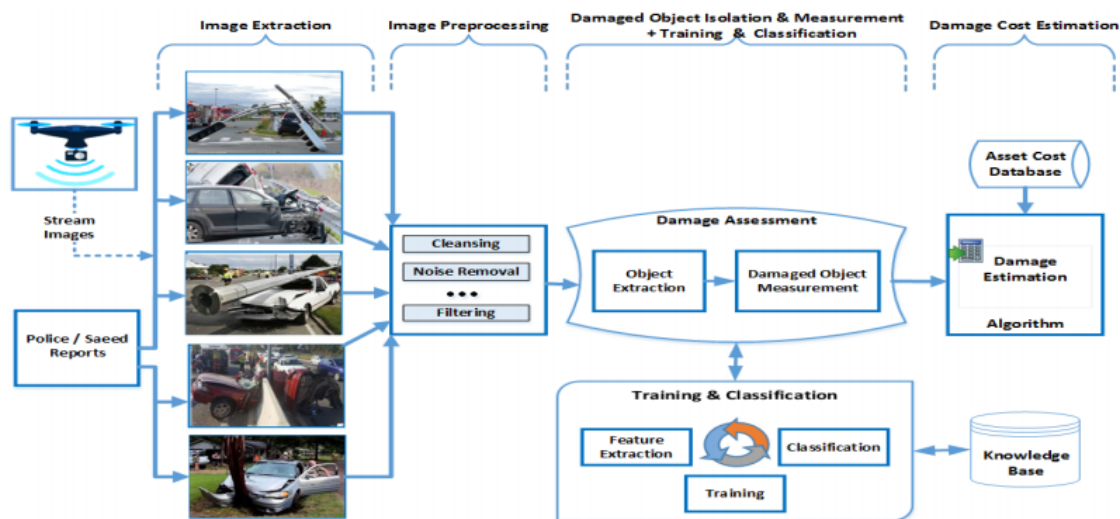 Image Extraction
Image Preprocessing
Damaged Object Isolation & Measurement
+ Training & Classification
Damage Cost Estimation
Stream
Images
Police / Saeed
Reports
Cleansing
Noise Removal
•••
Filtering
Damage Assessment
Object
Extraction
Damaged Object
Measurement
Asset Cost
Database
Damage
Estimation
Algorithm
Training & Classification
Feature
Extraction
Classification
Training
Knowledge
Base